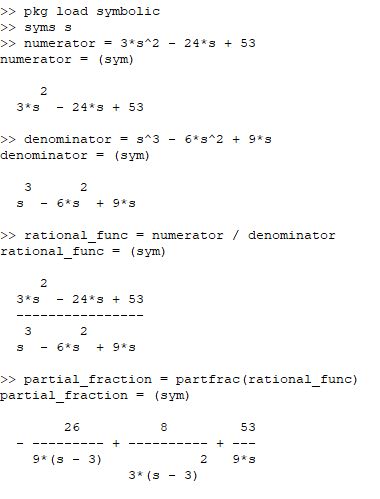 >> pkg load symbolic
>> syms s
>> numerator = 3*s^2 - 24*s + 53
numerator = (sym)
     2
  3*s  - 24*s + 53
>> denominator = s^3 - 6*s^2 + 9*s
denominator = (sym)
   3      2
  s  - 6*s  + 9*s
>> rational_func = numerator / denominator
rational_func = (sym)
     2
  3*s  - 24*s + 53
  ----------------
   3      2
  s  - 6*s  + 9*s
>> partial_fraction = partfrac(rational_func)
partial_fraction = (sym)
        26           8         53
  - --------- + ---------- + ---
    9*(s - 3)            2   9*s
                3*(s - 3)